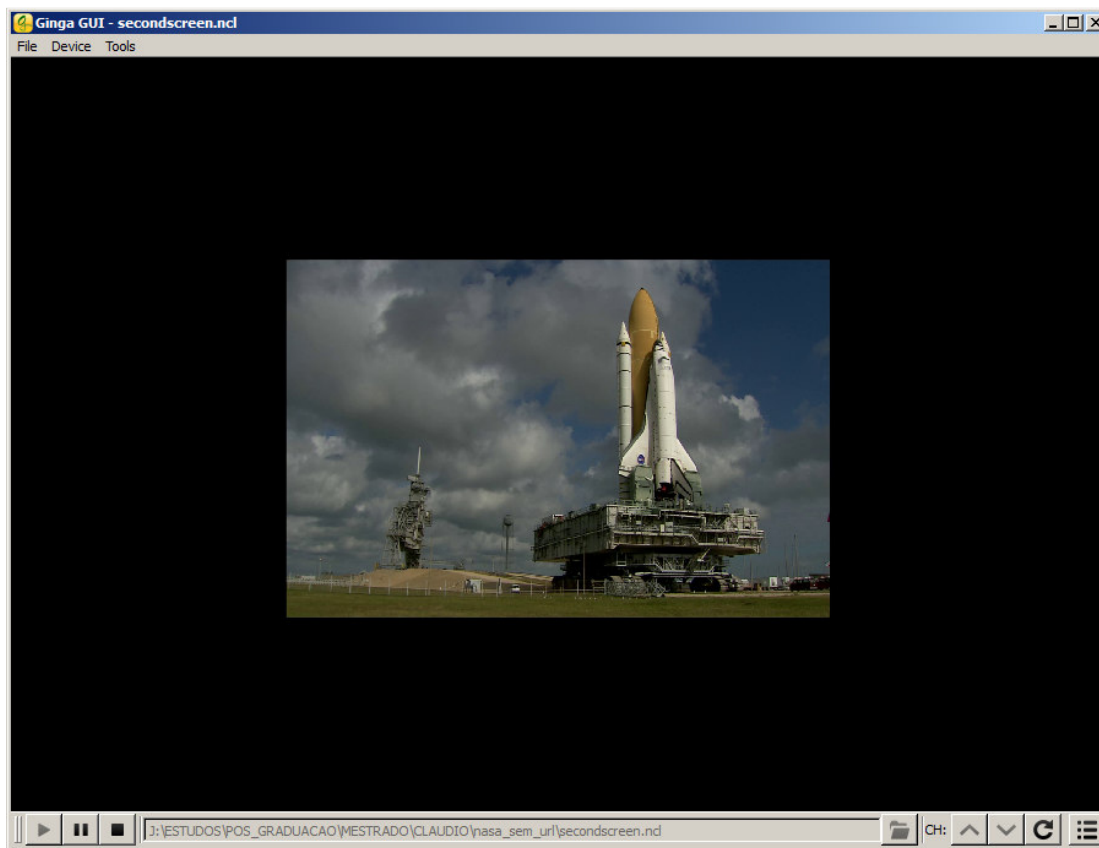 Ginga GUI - secondscreen.ncl
File Device Tools
J:\ESTUDOS\POS_GRADUACAO\MESTRADO\CLAUDIO\nasa_sem_url\secondscreen.ncl CH: